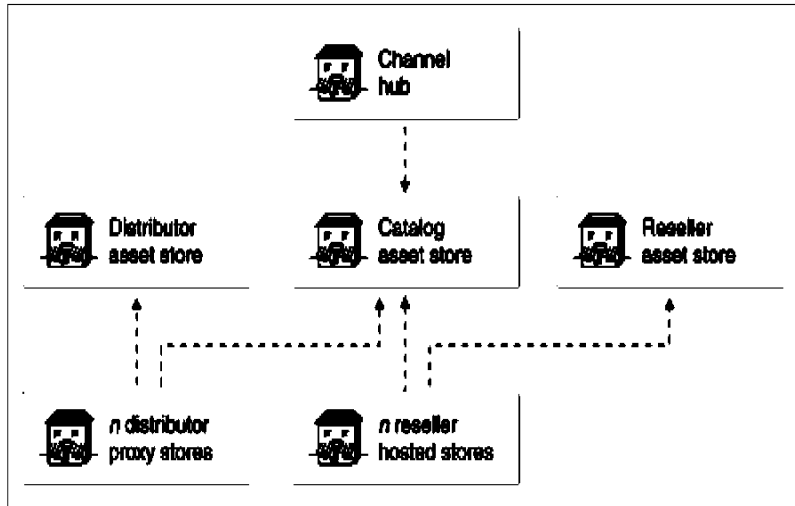 Channel
hub
Distributor
asset store
Catalog
asset store
Reseller
asset store
n distributor
proxy stores
n reseller
hosted stores